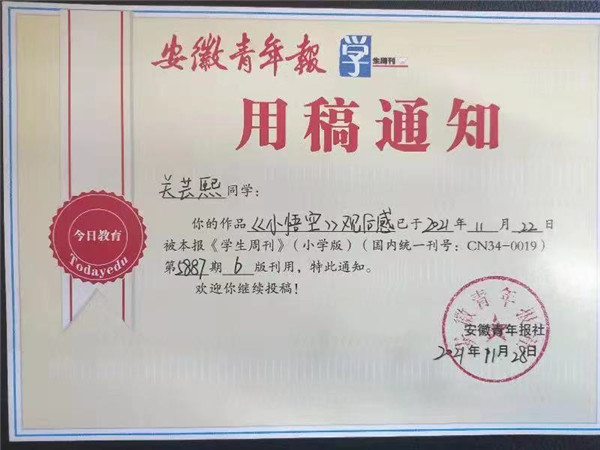 安徽青年報 学生周刊
用稿通知
关芸熙同学:
你的作品《小悟空》观后感已于2021年11月22日
今日教育
被本报《学生周刊》(小学版)(国内统一刊号:CN34-0019)
Todayedu
第5887期6版刊用,特此通知。
欢迎你继续投稿!
安徽青年报社
2021年11月28日